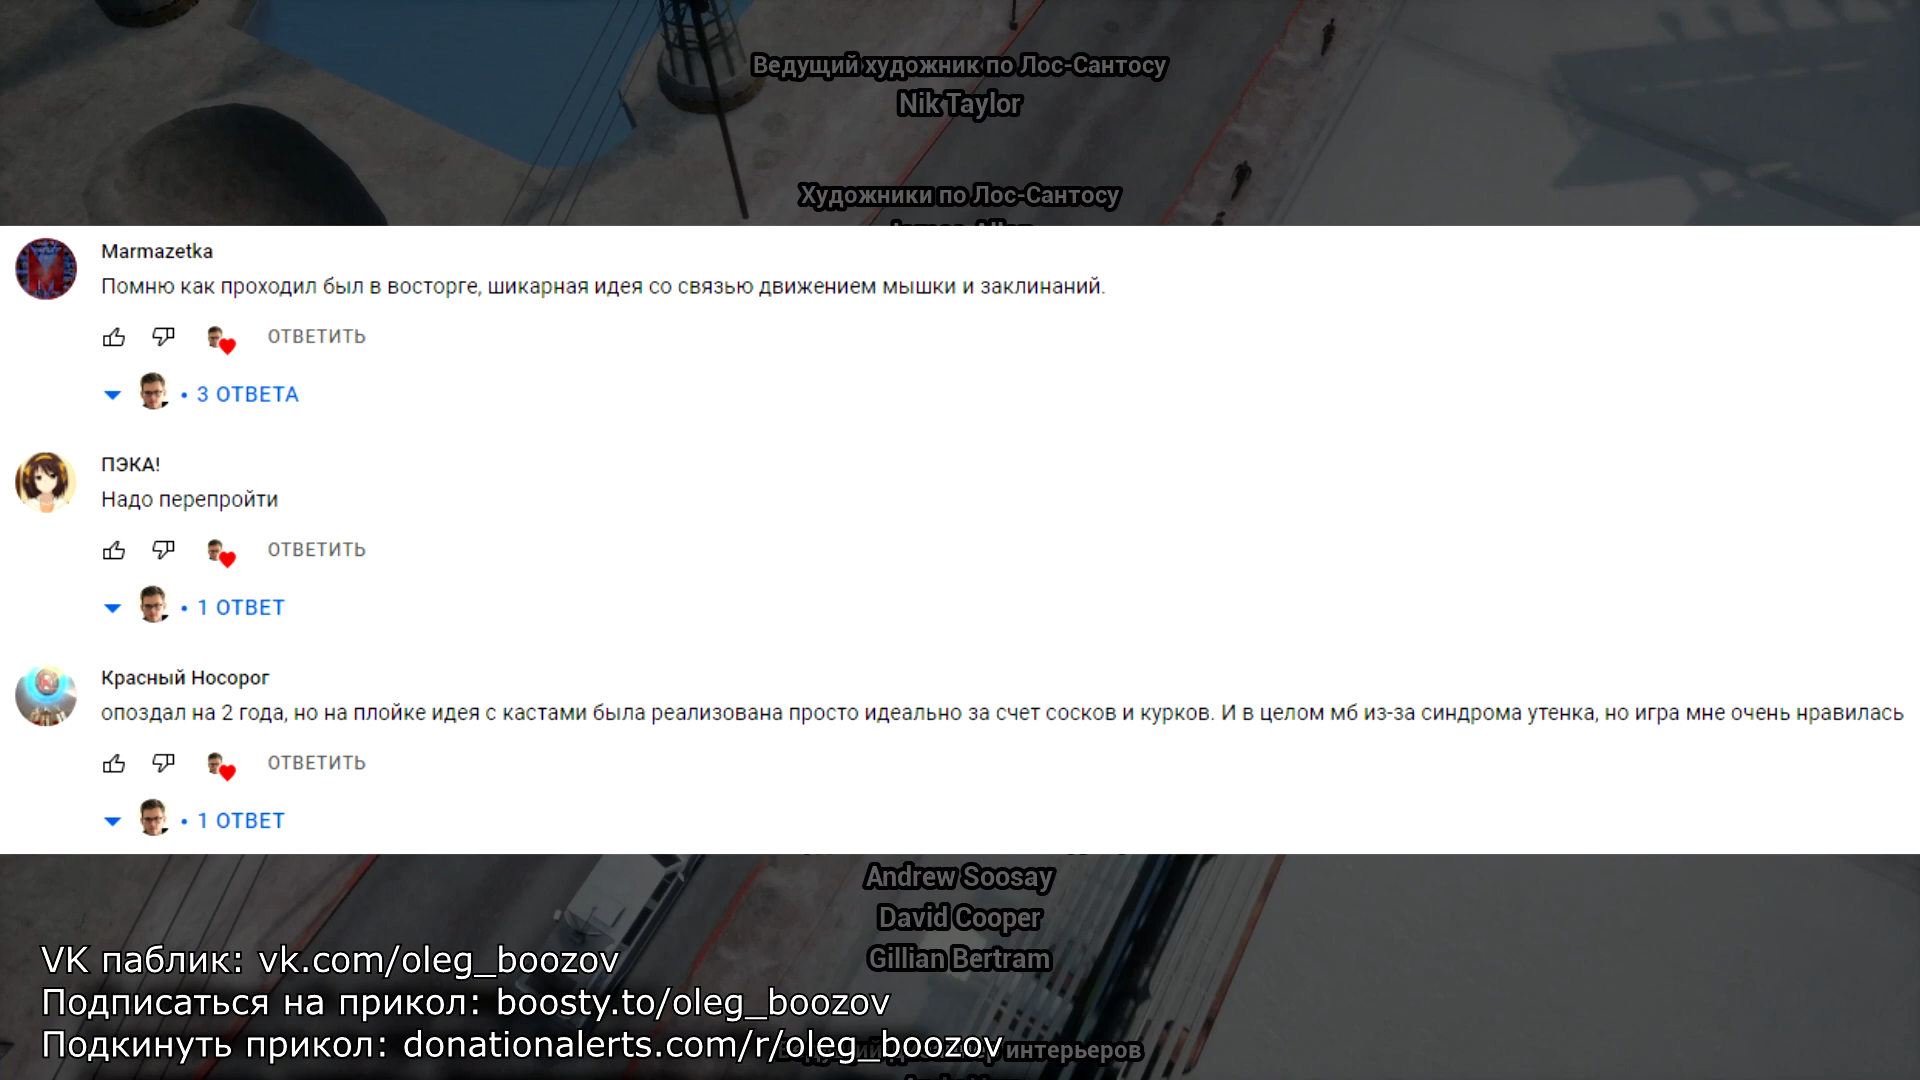 Ведущий художник по Лос-Сантосу
Nik Taylor
Художники по Лос-Сантосу
Marmazetka
Помню как проходил был в восторге, шикарная идея со связью движением мышки и заклинаний.
ОТВЕТИТЬ
• 3 ОТВЕТА
ПЭКА!
Надо перепройти
ОТВЕТИТЬ
• 1 ОТВЕТ
Красный Носорог
опоздал на 2 года, но на плойке идея с кастами была реализована просто идеально за счет сосков и курков. И в целом мб из-за синдрома утенка, но игра мне очень нравилась
ОТВЕТИТЬ
• 1 ОТВЕТ
Andrew Soosay
David Cooper
Gillian Bertram
VK паблик: vk.com/oleg_boozov
Подписаться на прикол: boosty.to/oleg_boozov
Подкинуть прикол: donationalerts.com/r/oleg_boozov
интерьеров